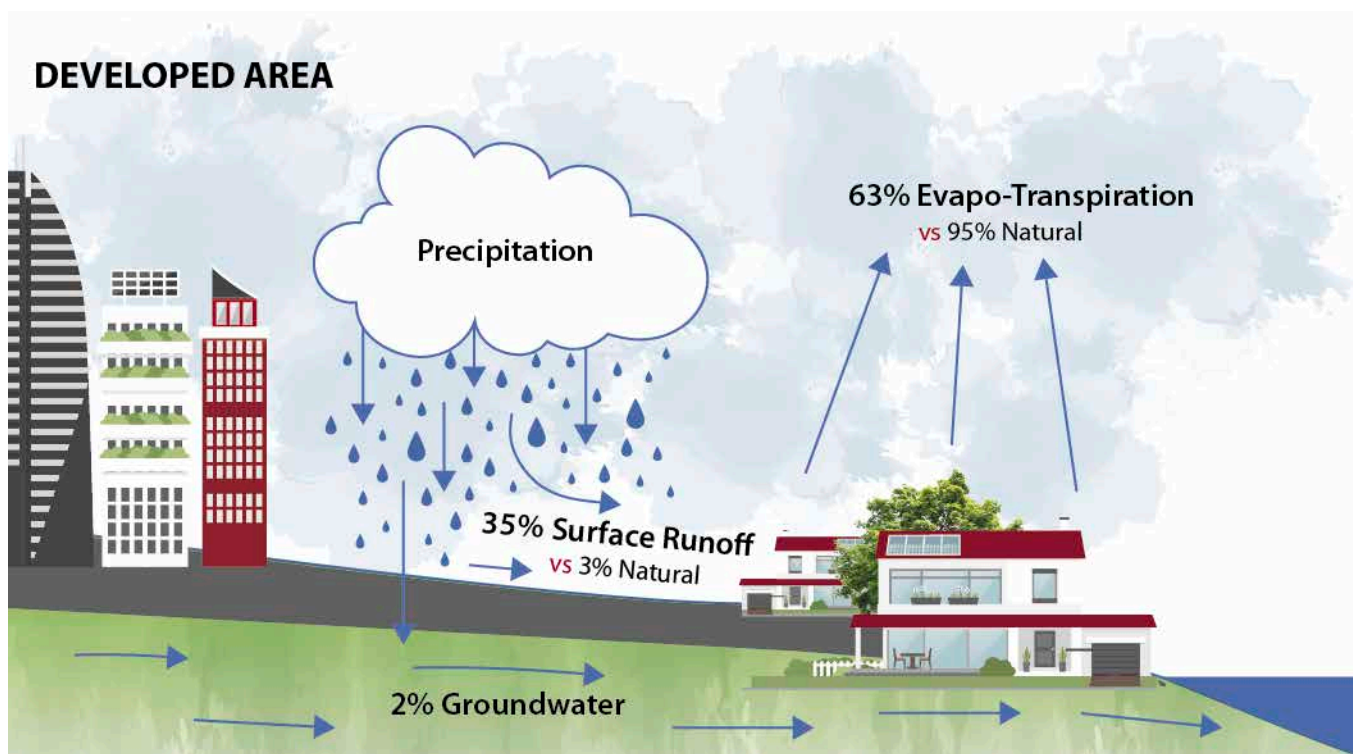 DEVELOPED AREA
Precipitation
63% Evapo-Transpiration
vs 95% Natural
35% Surface Runoff
vs 3% Natural
2% Groundwater